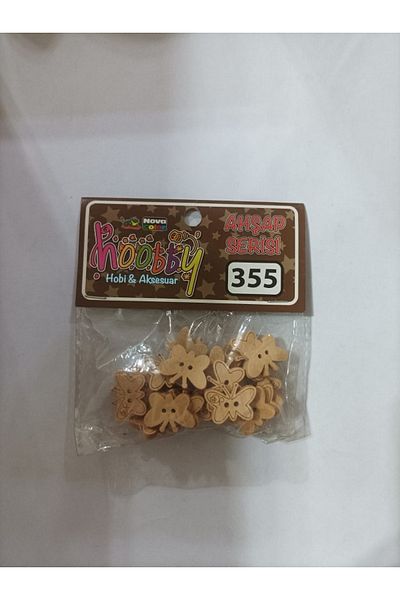 Nova
COLOR
hoobby
Hobi & Aksesuar
AHŞAP
SERİSİ
355